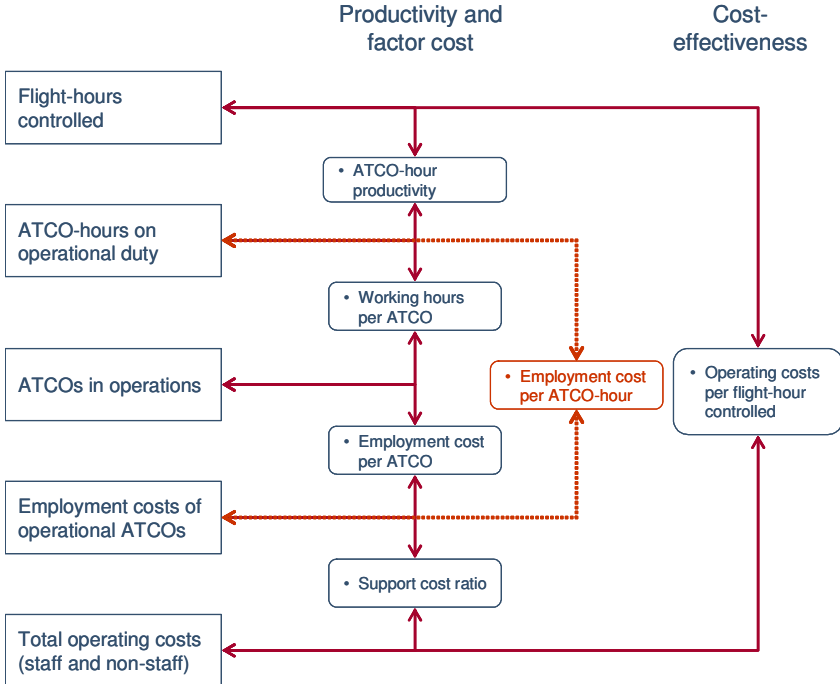 Productivity and
factor cost
Cost-
effectiveness
Flight-hours
controlled
• ATCO-hour
productivity
ATCO-hours on
operational duty
• Working hours
per ATCO
ATCOs in operations
• Employment cost
per ATCO-hour
• Operating costs
per flight-hour
controlled
• Employment cost
per ATCO
Employment costs of
operational ATCOs
• Support cost ratio
Total operating costs
(staff and non-staff)